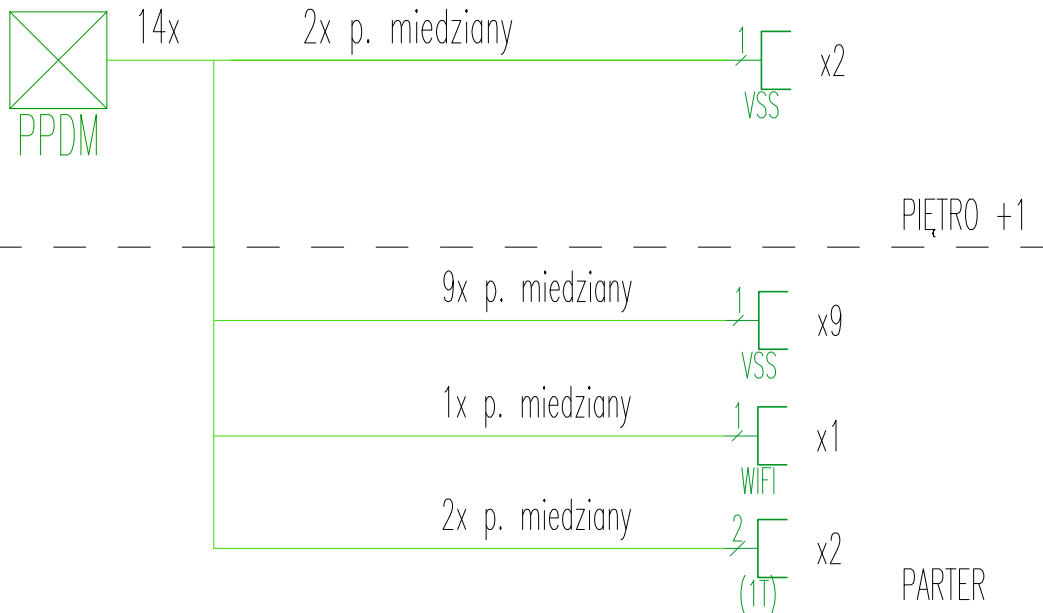 14x
2x p. miedziany
1
x2
PPDM
VSS
PIĘTRO +1
9x p. miedziany
1
x9
VSS
1x p. miedziany
1
x1
WIFI
2x p. miedziany
2
x2
(1T)
PARTER